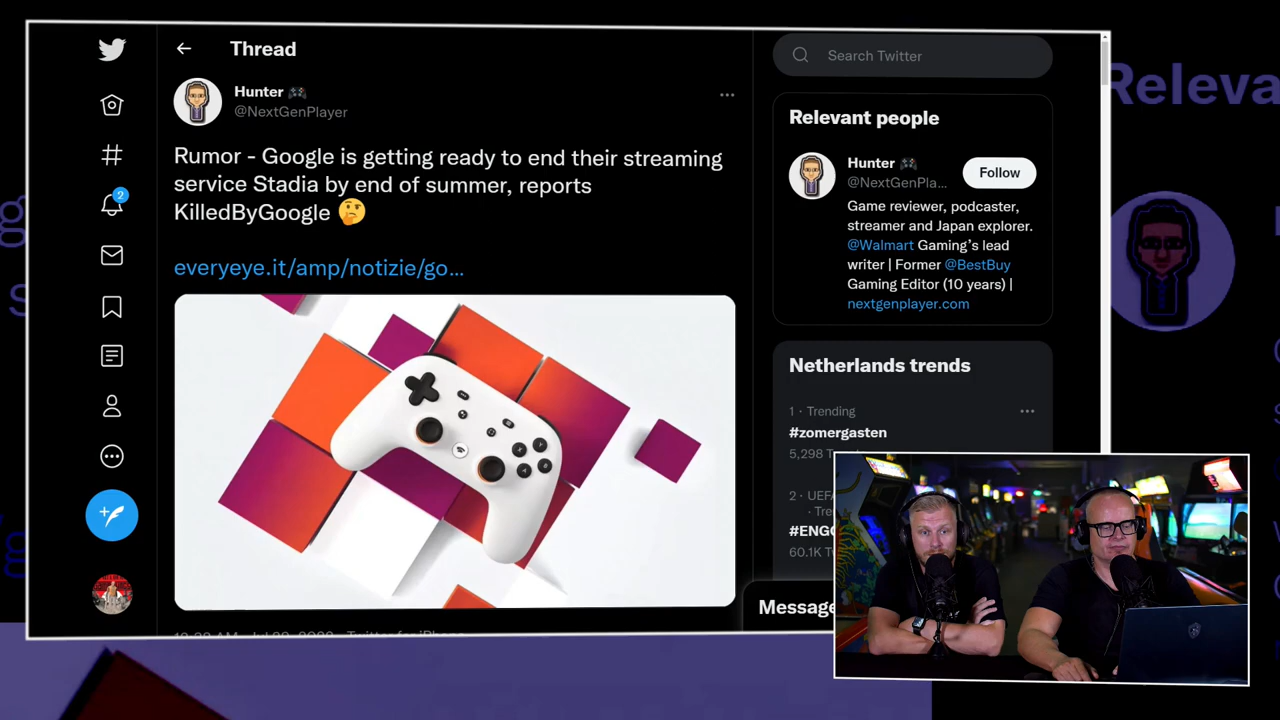 Thread
Search Twitter
Hunter 🎮
@NextGenPlayer
Rumor - Google is getting ready to end their streaming
service Stadia by end of summer, reports
KilledByGoogle 🤔
everyeye.it/amp/notizie/go...
2
Relevant people
Hunter 🎮
@NextGenPla...
Follow
Game reviewer, podcaster,
streamer and Japan explorer.
@Walmart Gaming's lead
writer | Former @BestBuy
Gaming Editor (10 years) |
nextgenplayer.com
Netherlands trends
1 · Trending
#zomergasten
5,298
2 · UEFA
#ENGG
60.1K
Message
Releva